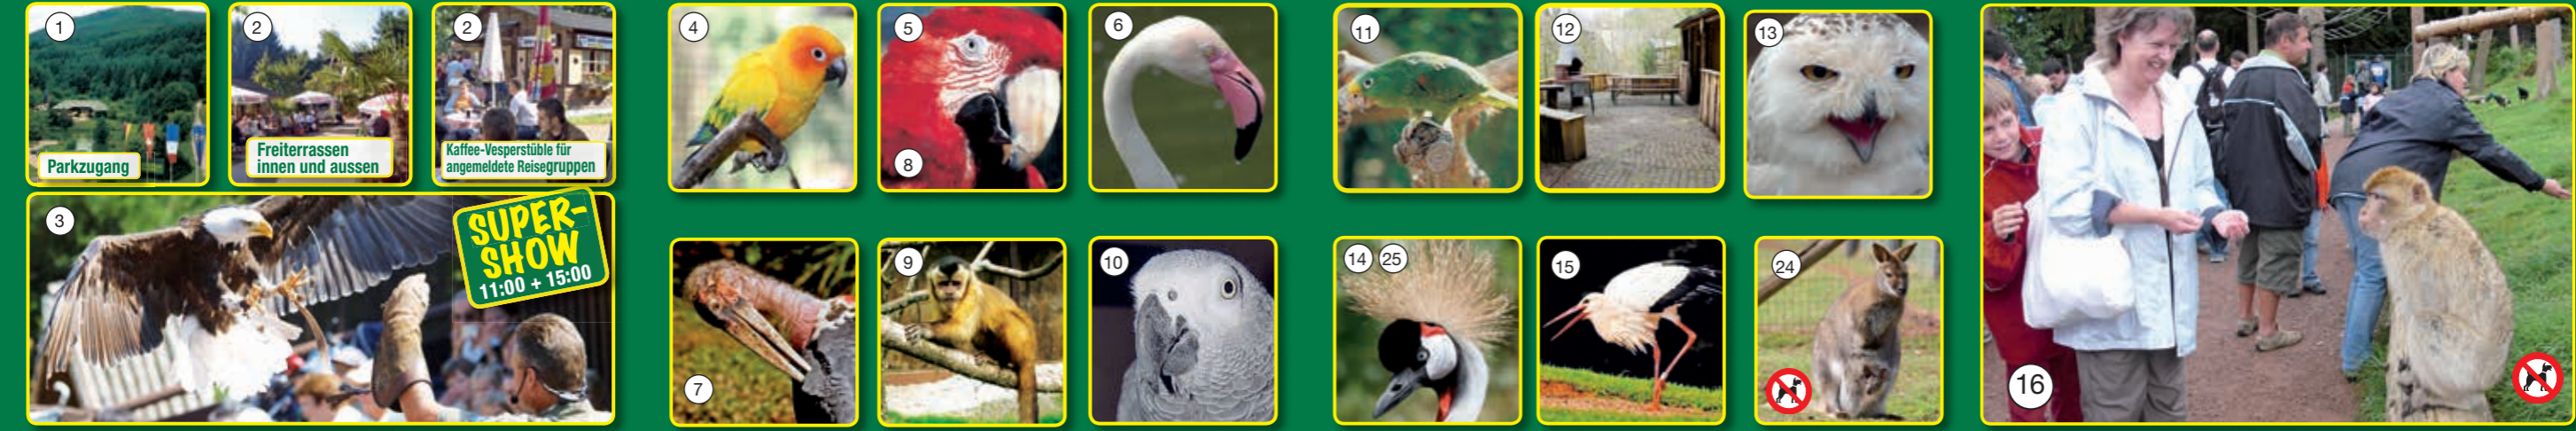 1
Parkzugang
2
Freiterrassen
innen und aussen
2
Kaffee-Vesperstüble für
angemeldete Reisegruppen
3
SUPER-
SHOW
11:00 + 15:00
4
5
8
6
7
9
10
11
12
13
14 25
15
24
16